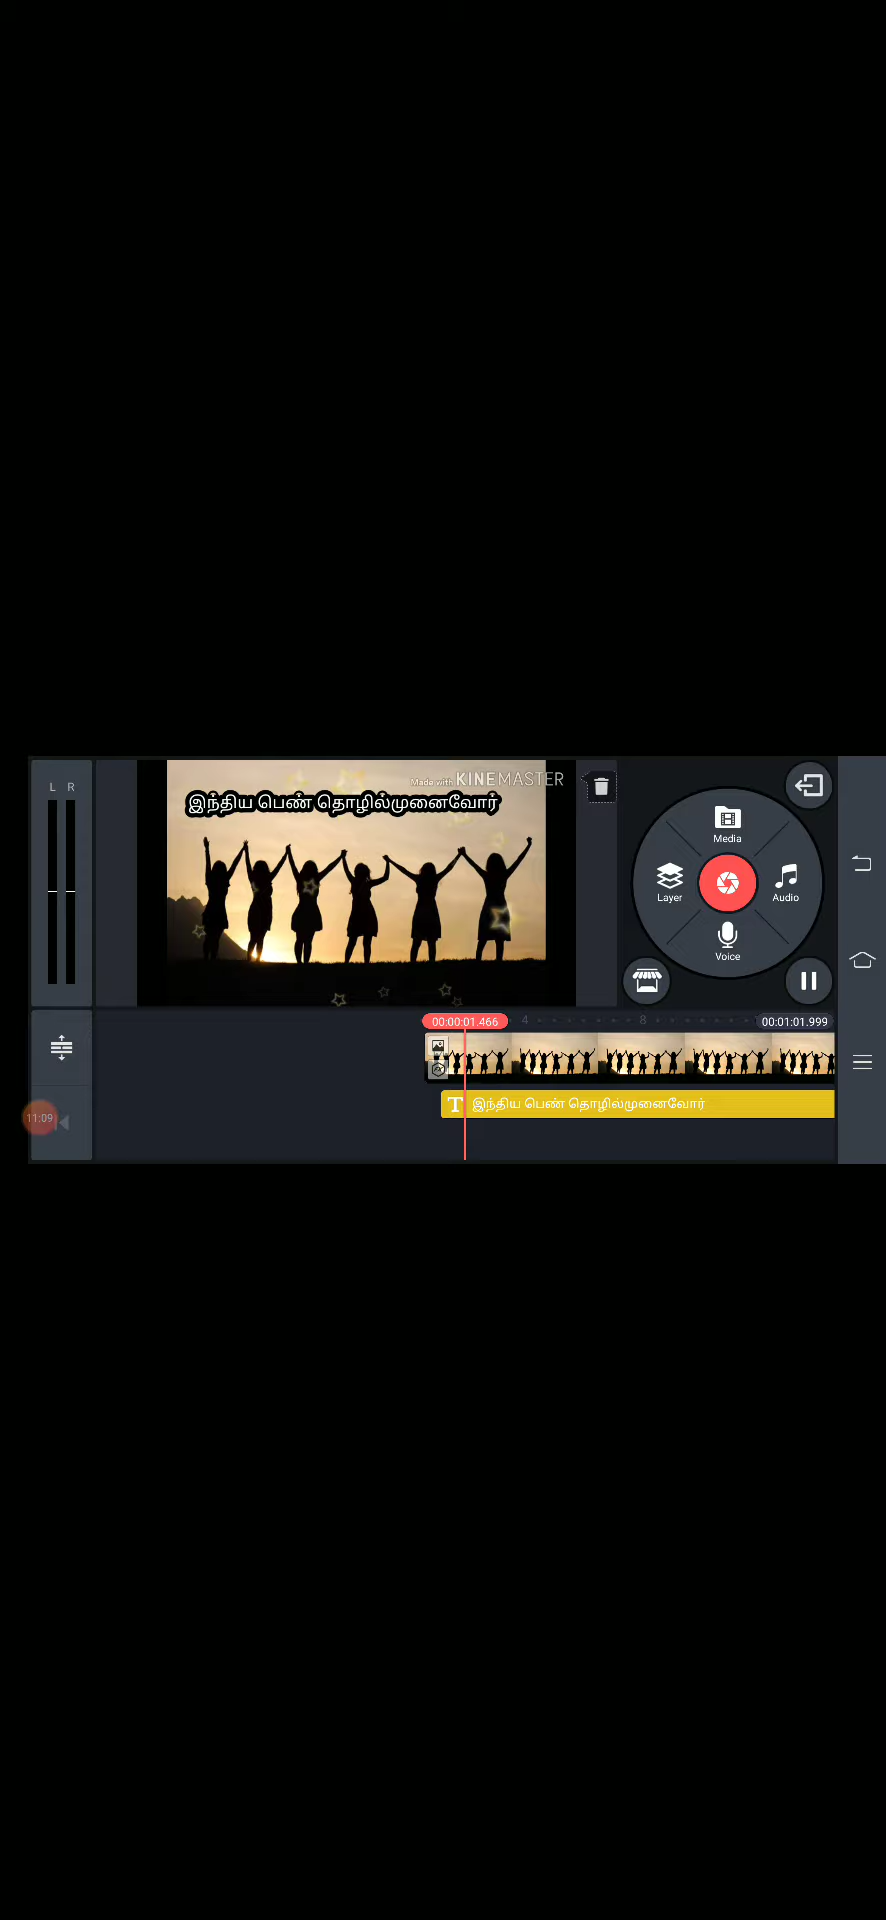 L R
Made with KINEMASTER
இந்திய பெண் தொழில்முனைவோர்
Media
Layer
Audio
Voice
00:00:01.466 4 8 00:01:01.999
11:09
T இந்திய பெண் தொழில்முனைவோர்